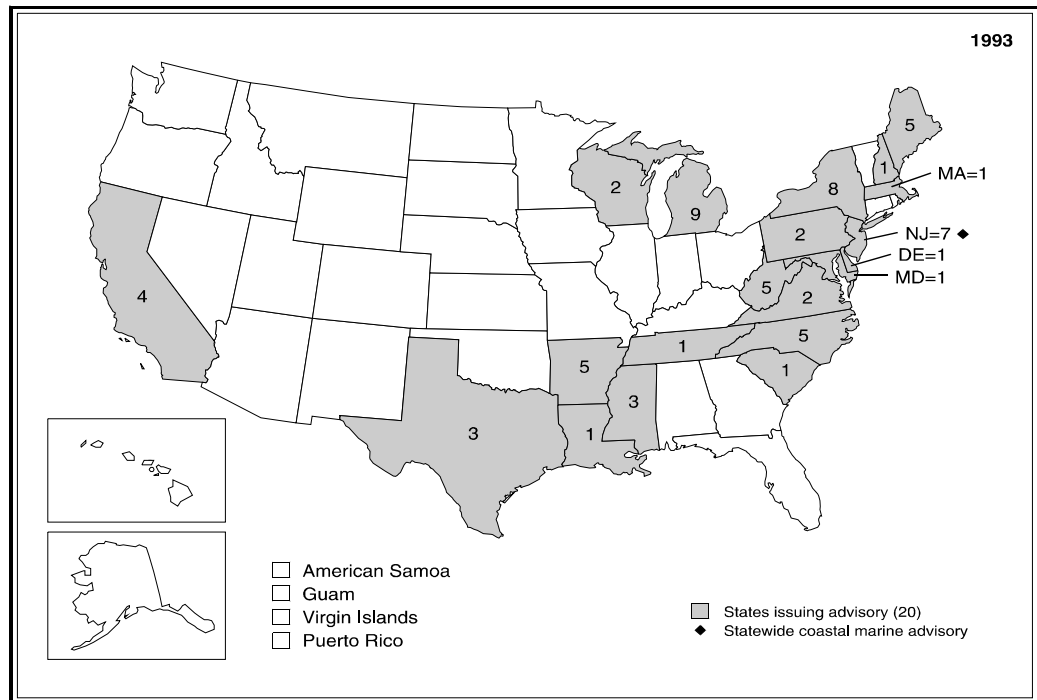 1993
5
1
MA=1
8
2
9
NJ=7 ◆
2
DE=1
MD=1
5
2
4
5
1
5
1
3
3
1
American Samoa
Guam
Virgin Islands
Puerto Rico
States issuing advisory (20)
◆ Statewide coastal marine advisory